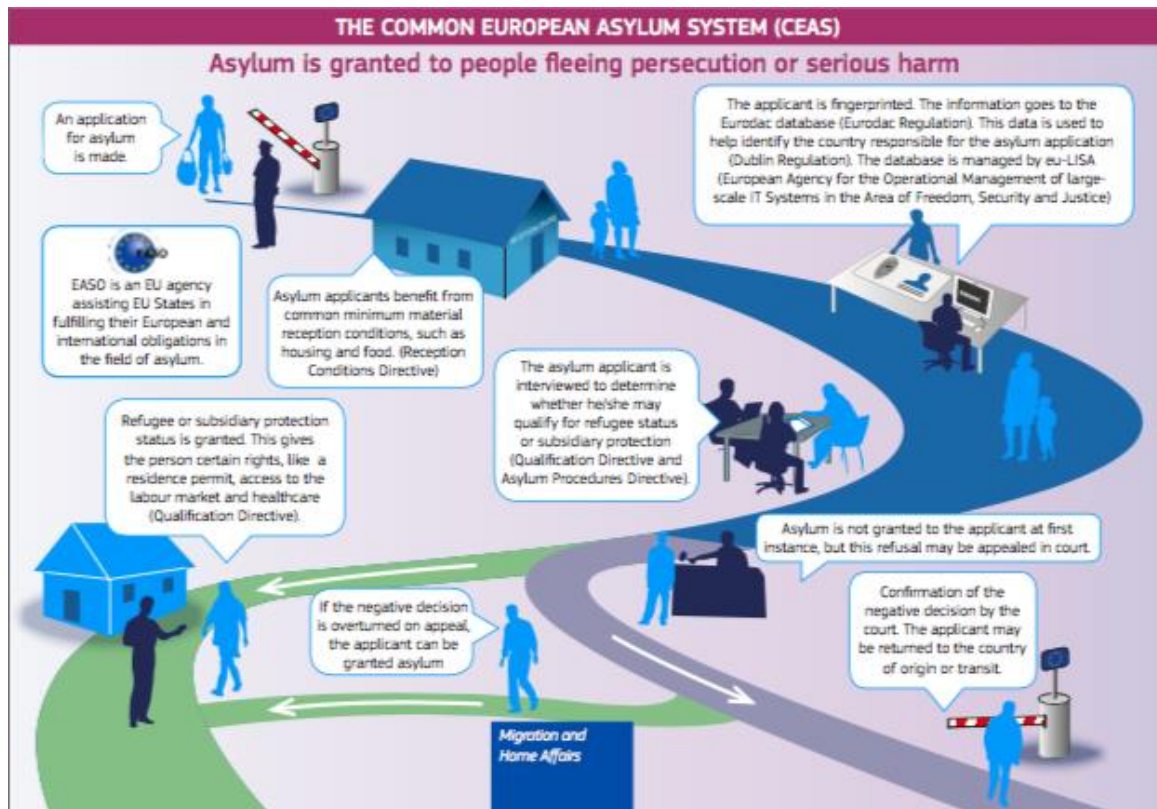 THE COMMON EUROPEAN ASYLUM SYSTEM (CEAS)
Asylum is granted to people fleeing persecution or serious harm
An application
for asylum
is made.
The applicant is fingerprinted. The information goes to the
Eurodac database (Eurodac Regulation). This data is used to
help identify the country responsible for the asylum application
(Dublin Regulation). The database is managed by eu-LISA
(European Agency for the Operational Management of large-
scale IT Systems in the Area of Freedom, Security and Justice)
EASO
EASO is an EU agency
assisting EU States in
fulfilling their European and
international obligations in
the field of asylum.
Asylum applicants benefit from
common minimum material
reception conditions, such as
housing and food. (Reception
Conditions Directive)
The asylum applicant is
interviewed to determine
whether he/she may
qualify for refugee status
or subsidiary protection
(Qualification Directive and
Asylum Procedures Directive).
Refugee or subsidiary protection
status is granted. This gives
the person certain rights, like a
residence permit, access to the
labour market and healthcare
(Qualification Directive).
Asylum is not granted to the applicant at first
instance, but this refusal may be appealed in court.
If the negative decision
is overturned on appeal,
the applicant can be
granted asylum
Confirmation of the
negative decision by the
court. The applicant may
be returned to the country
of origin or transit.
Migration and
Home Affairs